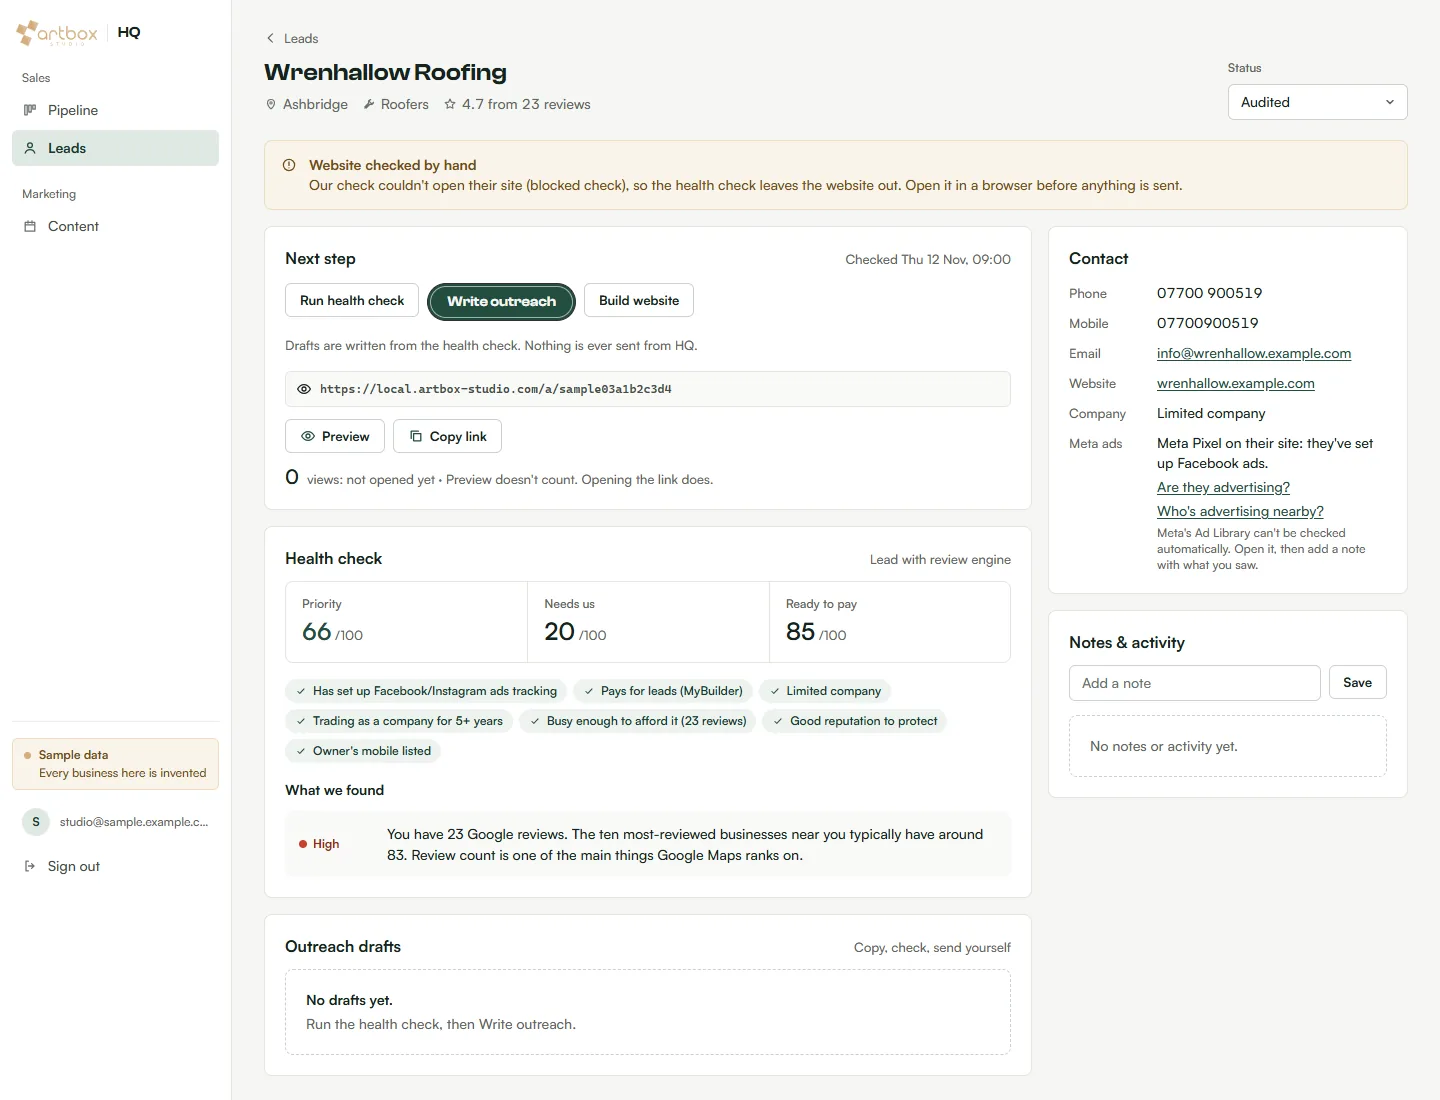 artbox
STUDIO
HQ
Sales
Pipeline
Leads
Marketing
Content
Sample data
Every business here is invented
S
studio@sample.example.c...
Sign out
Leads
Wrenhallow Roofing
Ashbridge
Roofers
4.7 from 23 reviews
Status
Audited
Website checked by hand
Our check couldn't open their site (blocked check), so the health check leaves the website out. Open it in a browser before anything is sent.
Next step
Checked Thu 12 Nov, 09:00
Run health check
Write outreach
Build website
Drafts are written from the health check. Nothing is ever sent from HQ.
https://local.artbox-studio.com/a/sample03a1b2c3d4
Preview
Copy link
0 views: not opened yet · Preview doesn't count. Opening the link does.
Health check
Lead with review engine
Priority
66 /100
Needs us
20 /100
Ready to pay
85 /100
Has set up Facebook/Instagram ads tracking
Pays for leads (MyBuilder)
Limited company
Trading as a company for 5+ years
Busy enough to afford it (23 reviews)
Good reputation to protect
Owner's mobile listed
What we found
High
You have 23 Google reviews. The ten most-reviewed businesses near you typically have around
83. Review count is one of the main things Google Maps ranks on.
Outreach drafts
Copy, check, send yourself
No drafts yet.
Run the health check, then Write outreach.
Contact
Phone
07700 900519
Mobile
07700900519
Email
info@wrenhallow.example.com
Website
wrenhallow.example.com
Company
Limited company
Meta ads
Meta Pixel on their site: they've set
up Facebook ads.
Are they advertising?
Who's advertising nearby?
Meta's Ad Library can't be checked
automatically. Open it, then add a note
with what you saw.
Notes & activity
Add a note
Save
No notes or activity yet.